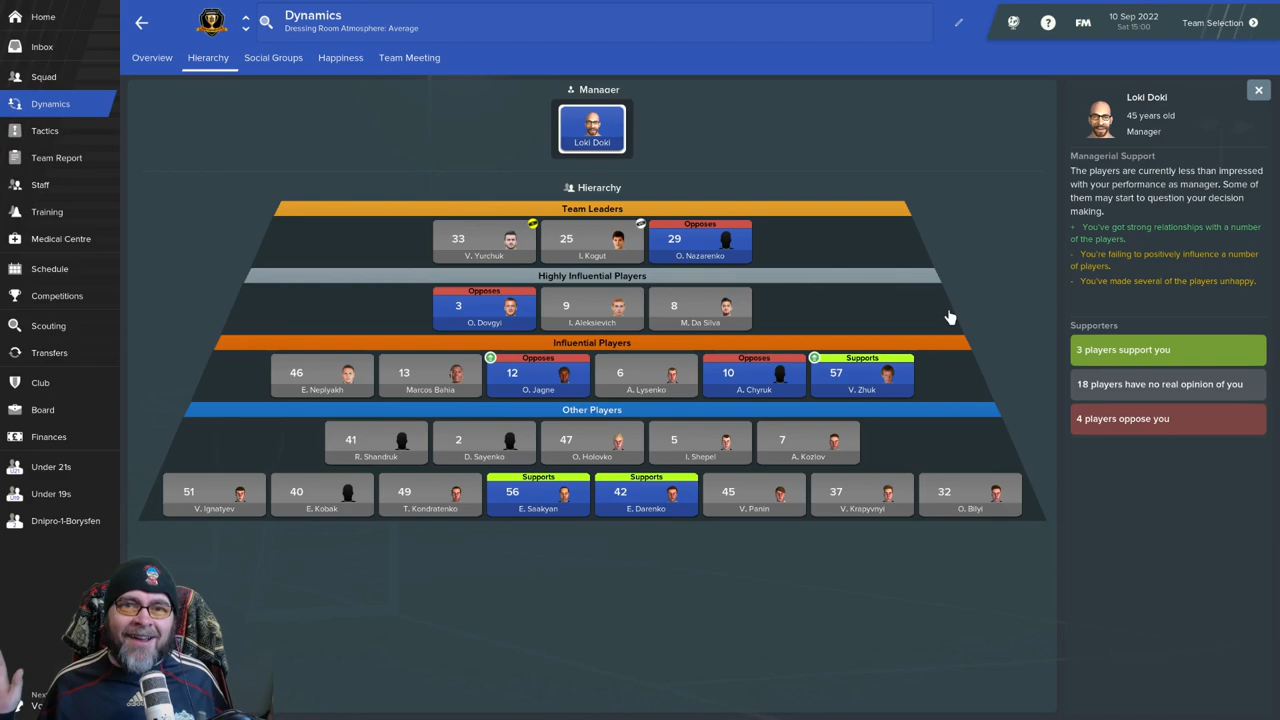 Home
Inbox
Squad
Dynamics
Tactics
Team Report
Staff
Training
Medical Centre
Schedule
Competitions
Scouting
Transfers
Club
Board
Finances
U21 Under 21s
U19 Under 19s
2 Dnipro-1-Borysfen
Dynamics
Dressing Room Atmosphere: Average
? FM
10 Sep 2022
Sat 15:00
Team Selection
Overview Hierarchy Social Groups Happiness Team Meeting
Manager
Loki Doki
Hierarchy
Team Leaders
Opposes
33 25 29
V. Yurchuk I. Kogut O. Nazarenko
Highly Influential Players
Opposes
3 9 8
O. Dovgyi I. Aleksievich M. Da Silva
Influential Players
Opposes Opposes Supports
46 13 12 6 10 57
E. Neplyakh Marcos Bahia O. Jagne A. Lysenko A. Chyruk V. Zhuk
Other Players
41 2 47 5 7
R. Shandruk D. Sayenko O. Holovko I. Shepel A. Kozlov
Supports Supports
51 40 49 56 42 45 37 32
V. Ignatyev E. Kobak T. Kondratenko E. Saakyan E. Darenko V. Panin V. Krapyvnyi O. Bilyi
Loki Doki
45 years old
Manager
Managerial Support
The players are currently less than impressed
with your performance as manager. Some of
them may start to question your decision
making.
+ You've got strong relationships with a number
of the players.
- You're failing to positively influence a number
of players.
- You've made several of the players unhappy.
Supporters
3 players support you
18 players have no real opinion of you
4 players oppose you